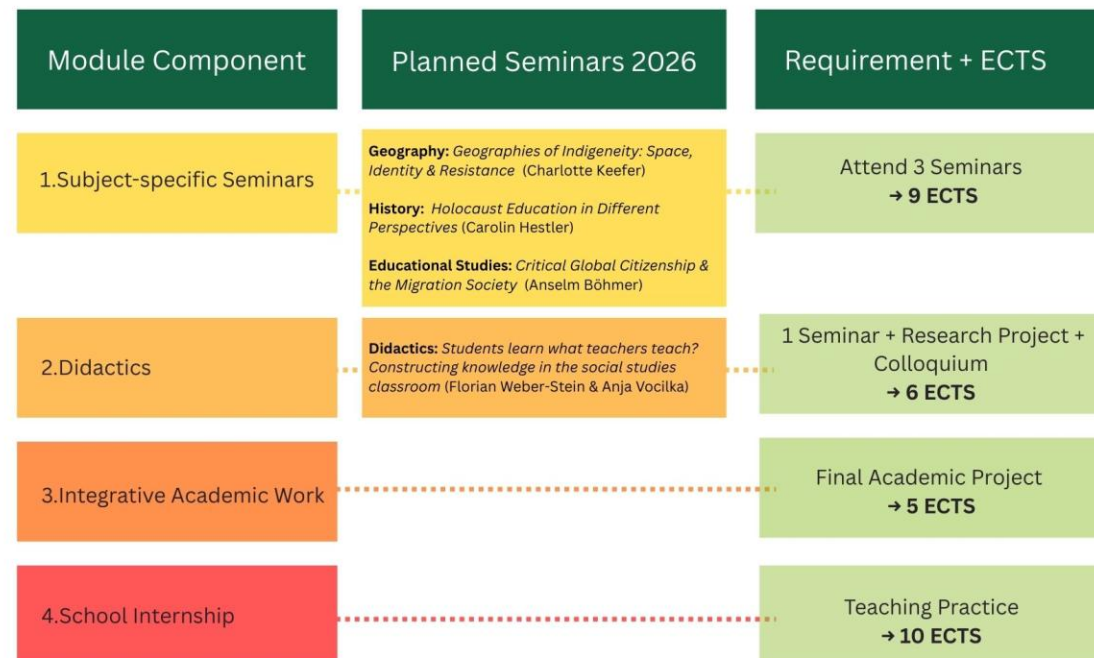 Module Component
Planned Seminars 2026
Requirement + ECTS
1.Subject-specific Seminars
Geography: Geographies of Indigeneity: Space,
Identity & Resistance (Charlotte Keefer)
History: Holocaust Education in Different
Perspectives (Carolin Hestler)
Educational Studies: Critical Global Citizenship &
the Migration Society (Anselm Böhmer)
Attend 3 Seminars
→ 9 ECTS
2.Didactics
Didactics: Students learn what teachers teach?
Constructing knowledge in the social studies
classroom (Florian Weber-Stein & Anja Vocilka)
1 Seminar + Research Project +
Colloquium
→ 6 ECTS
3.Integrative Academic Work
Final Academic Project
→ 5 ECTS
4.School Internship
Teaching Practice
→ 10 ECTS